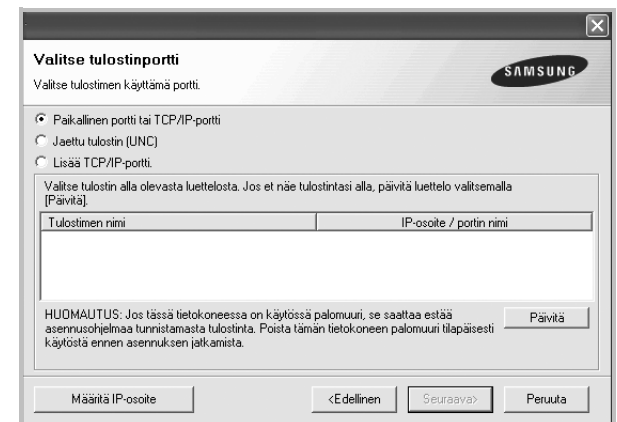 Valitse tulostinportti
Valitse tulostimen käyttämä portti.
SAMSUNG
Paikallinen portti tai TCP/IP-portti
Jaettu tulostin (UNC)
Lisää TCP/IP-portti.
Valitse tulostin alla olevasta luettelosta. Jos et näe tulostintasi alla, päivitä luettelo valitsemalla
[Päivitä].
Tulostimen nimi IP-osoite / portin nimi
HUOMAUTUS: Jos tässä tietokoneessa on käytössä palomuuri, se saattaa estää
asennusohjelmaa tunnistamasta tulostinta. Poista tämän tietokoneen palomuuri tilapäisesti
käytöstä ennen asennuksen jatkamista.
Päivitä
Määritä IP-osoite <Edellinen Seuraava> Peruuta